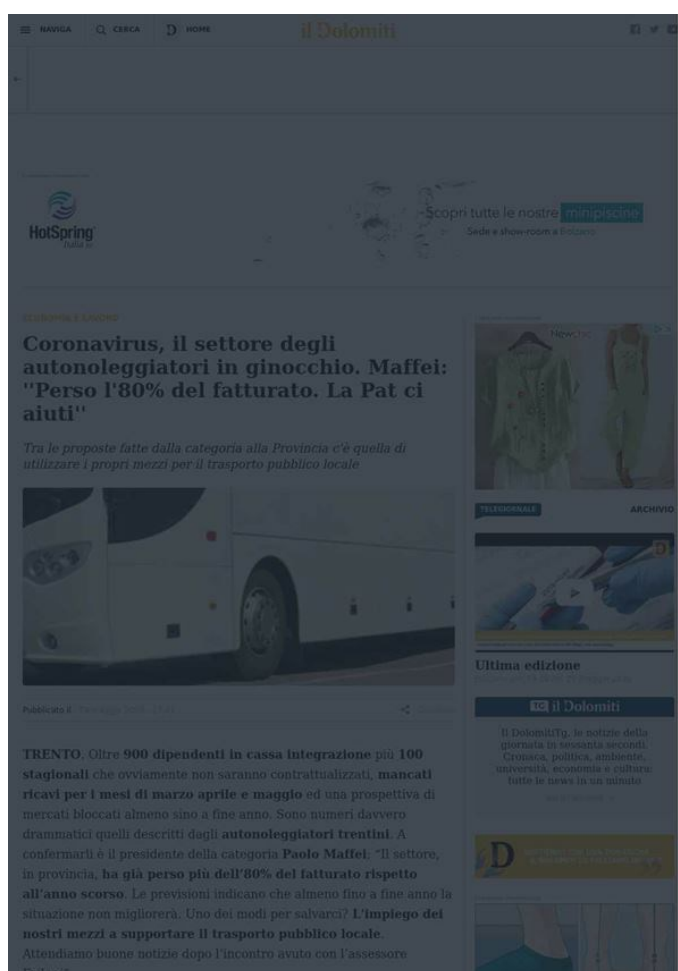 NAVIGA
CERCA
D HOME
il Dolomiti
HotSpring
Scopri tutte le nostre minipiscine
Sede e show-room a Bolzano
ECONOMIA E LAVORO
Coronavirus, il settore degli
autonoleggiatori in ginocchio. Maffei:
"Perso l'80% del fatturato. La Pat ci
aiuti"
Tra le proposte fatte dalla categoria alla Provincia c'è quella di
utilizzare i propri mezzi per il trasporto pubblico locale
Pubblicato il
TRENTO. Oltre 900 dipendenti in cassa integrazione più 100
stagionali che ovviamente non saranno contrattualizzati, mancati
ricavi per i mesi di marzo aprile e maggio ed una prospettiva di
mercati bloccati almeno sino a fine anno. Sono numeri davvero
drammatici quelli descritti dagli autonoleggiatori trentini. A
confermarli è il presidente della categoria Paolo Maffei: "Il settore,
in provincia, ha già perso più dell'80% del fatturato rispetto
all'anno scorso. Le previsioni indicano che almeno fino a fine anno la
situazione non migliorerà. Uno dei modi per salvarci? L'impiego dei
nostri mezzi a supportare il trasporto pubblico locale.
Attendiamo buone notizie dopo l'incontro avuto con l'assessore
Newchic
TELEGIORNALE
ARCHIVIO
Ultima edizione
TG il Dolomiti
Il DolomitiTg, le notizie della
giornata in sessanta secondi.
Cronaca, politica, ambiente,
università, economia e cultura:
tutte le news in un minuto